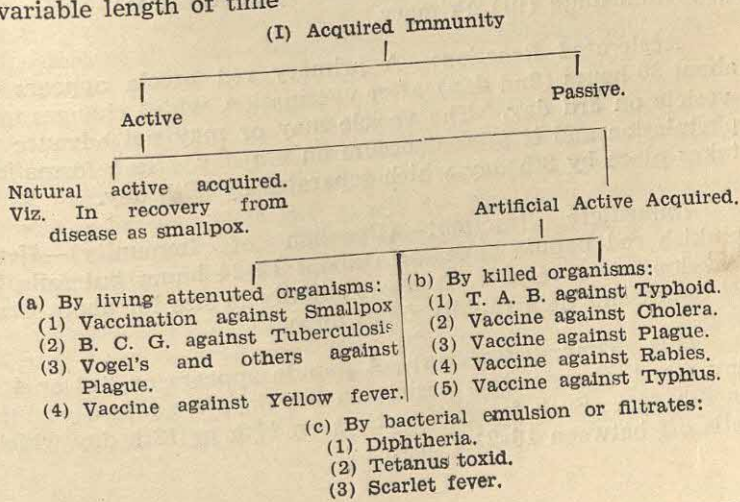 variable length of time
(I) Acquired Immunity
Active
Passive.
Natural active acquired.
Viz. In recovery from
disease as smallpox.
Artificial Active Acquired.
(a) By living attenuted organisms:
(1) Vaccination against Smallpox
(2) B. C. G. against Tuberculosis
(3) Vogel's and others against
Plague.
(4) Vaccine against Yellow fever.
(b) By killed organisms:
(1) T. A. B. against Typhoid.
(2) Vaccine against Cholera.
(3) Vaccine against Plague.
(4) Vaccine against Rabies.
(5) Vaccine against Typhus.
(c) By bacterial emulsion or filtrates:
(1) Diphtheria.
(2) Tetanus toxid.
(3) Scarlet fever.